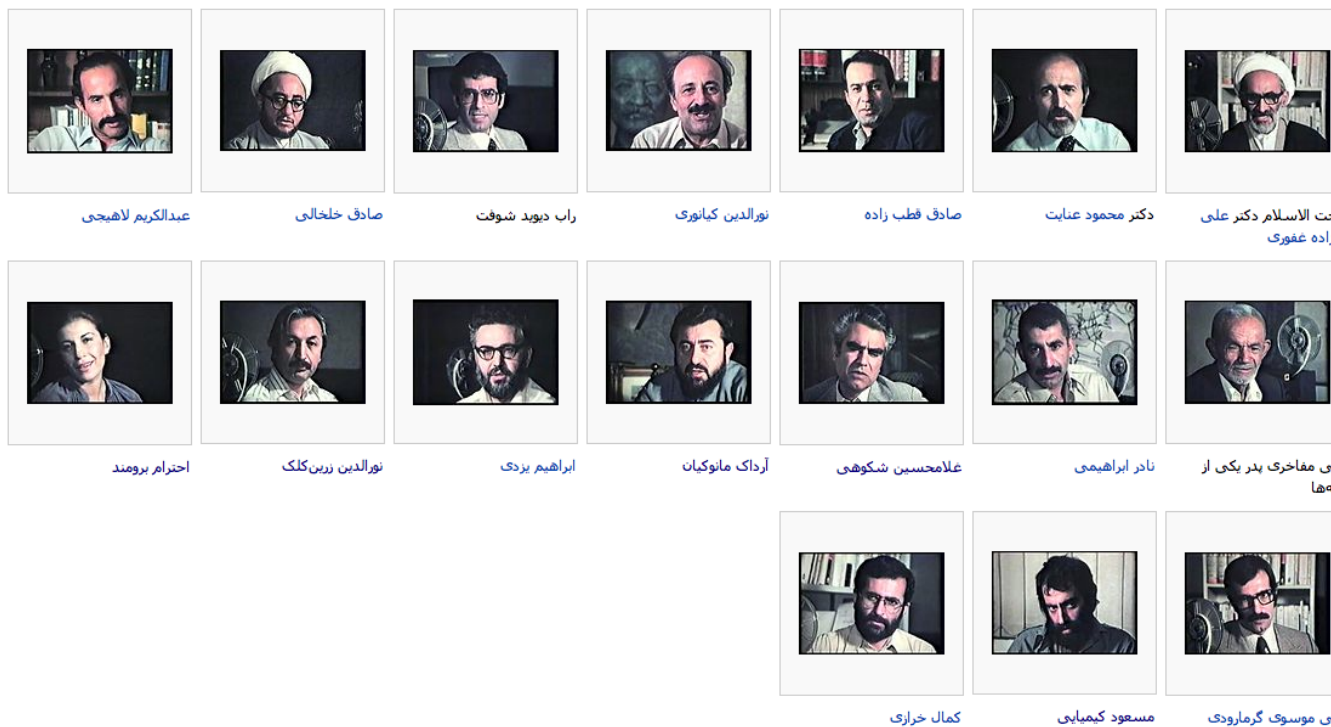 الاسلام دکتر علی
غفوری
دکتر محمود عنایت
صادق قطب زاده
نورالدین کیانوری
راب دیوید شوفت
صادق خلخالی
عبدالکریم لاهیجی
مفاخری پدر یکی از
نادر ابراهیمی
غلامحسین شکوهی
آرداک مانوکیان
ابراهیم یزدی
نورالدین زرین‌کلک
احترام برومند
موسوی گرمارودی
مسعود کیمیایی
کمال خرازی